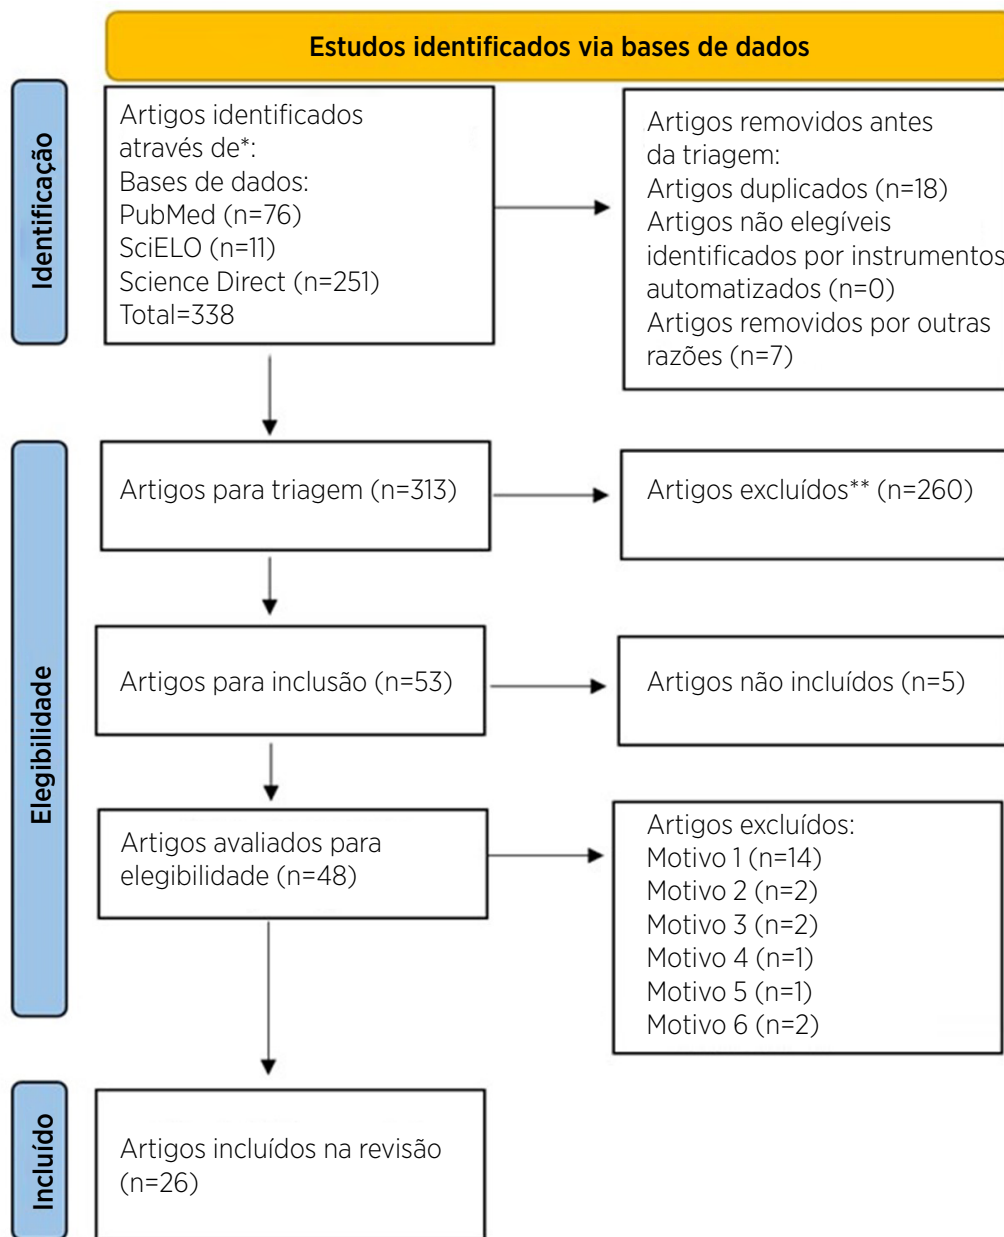 Estudos identificados via bases de dados
Identificação
Artigos identificados
através de*:
Bases de dados:
PubMed (n=76)
SciELO (n=11)
Science Direct (n=251)
Total=338
Artigos removidos antes
da triagem:
Artigos duplicados (n=18)
Artigos não elegíveis
identificados por instrumentos
automatizados (n=0)
Artigos removidos por outras
razões (n=7)
Elegibilidade
Artigos para triagem (n=313)
Artigos excluídos** (n=260)
Artigos para inclusão (n=53)
Artigos não incluídos (n=5)
Artigos avaliados para
elegibilidade (n=48)
Artigos excluídos:
Motivo 1 (n=14)
Motivo 2 (n=2)
Motivo 3 (n=2)
Motivo 4 (n=1)
Motivo 5 (n=1)
Motivo 6 (n=2)
Incluído
Artigos incluídos na revisão
(n=26)